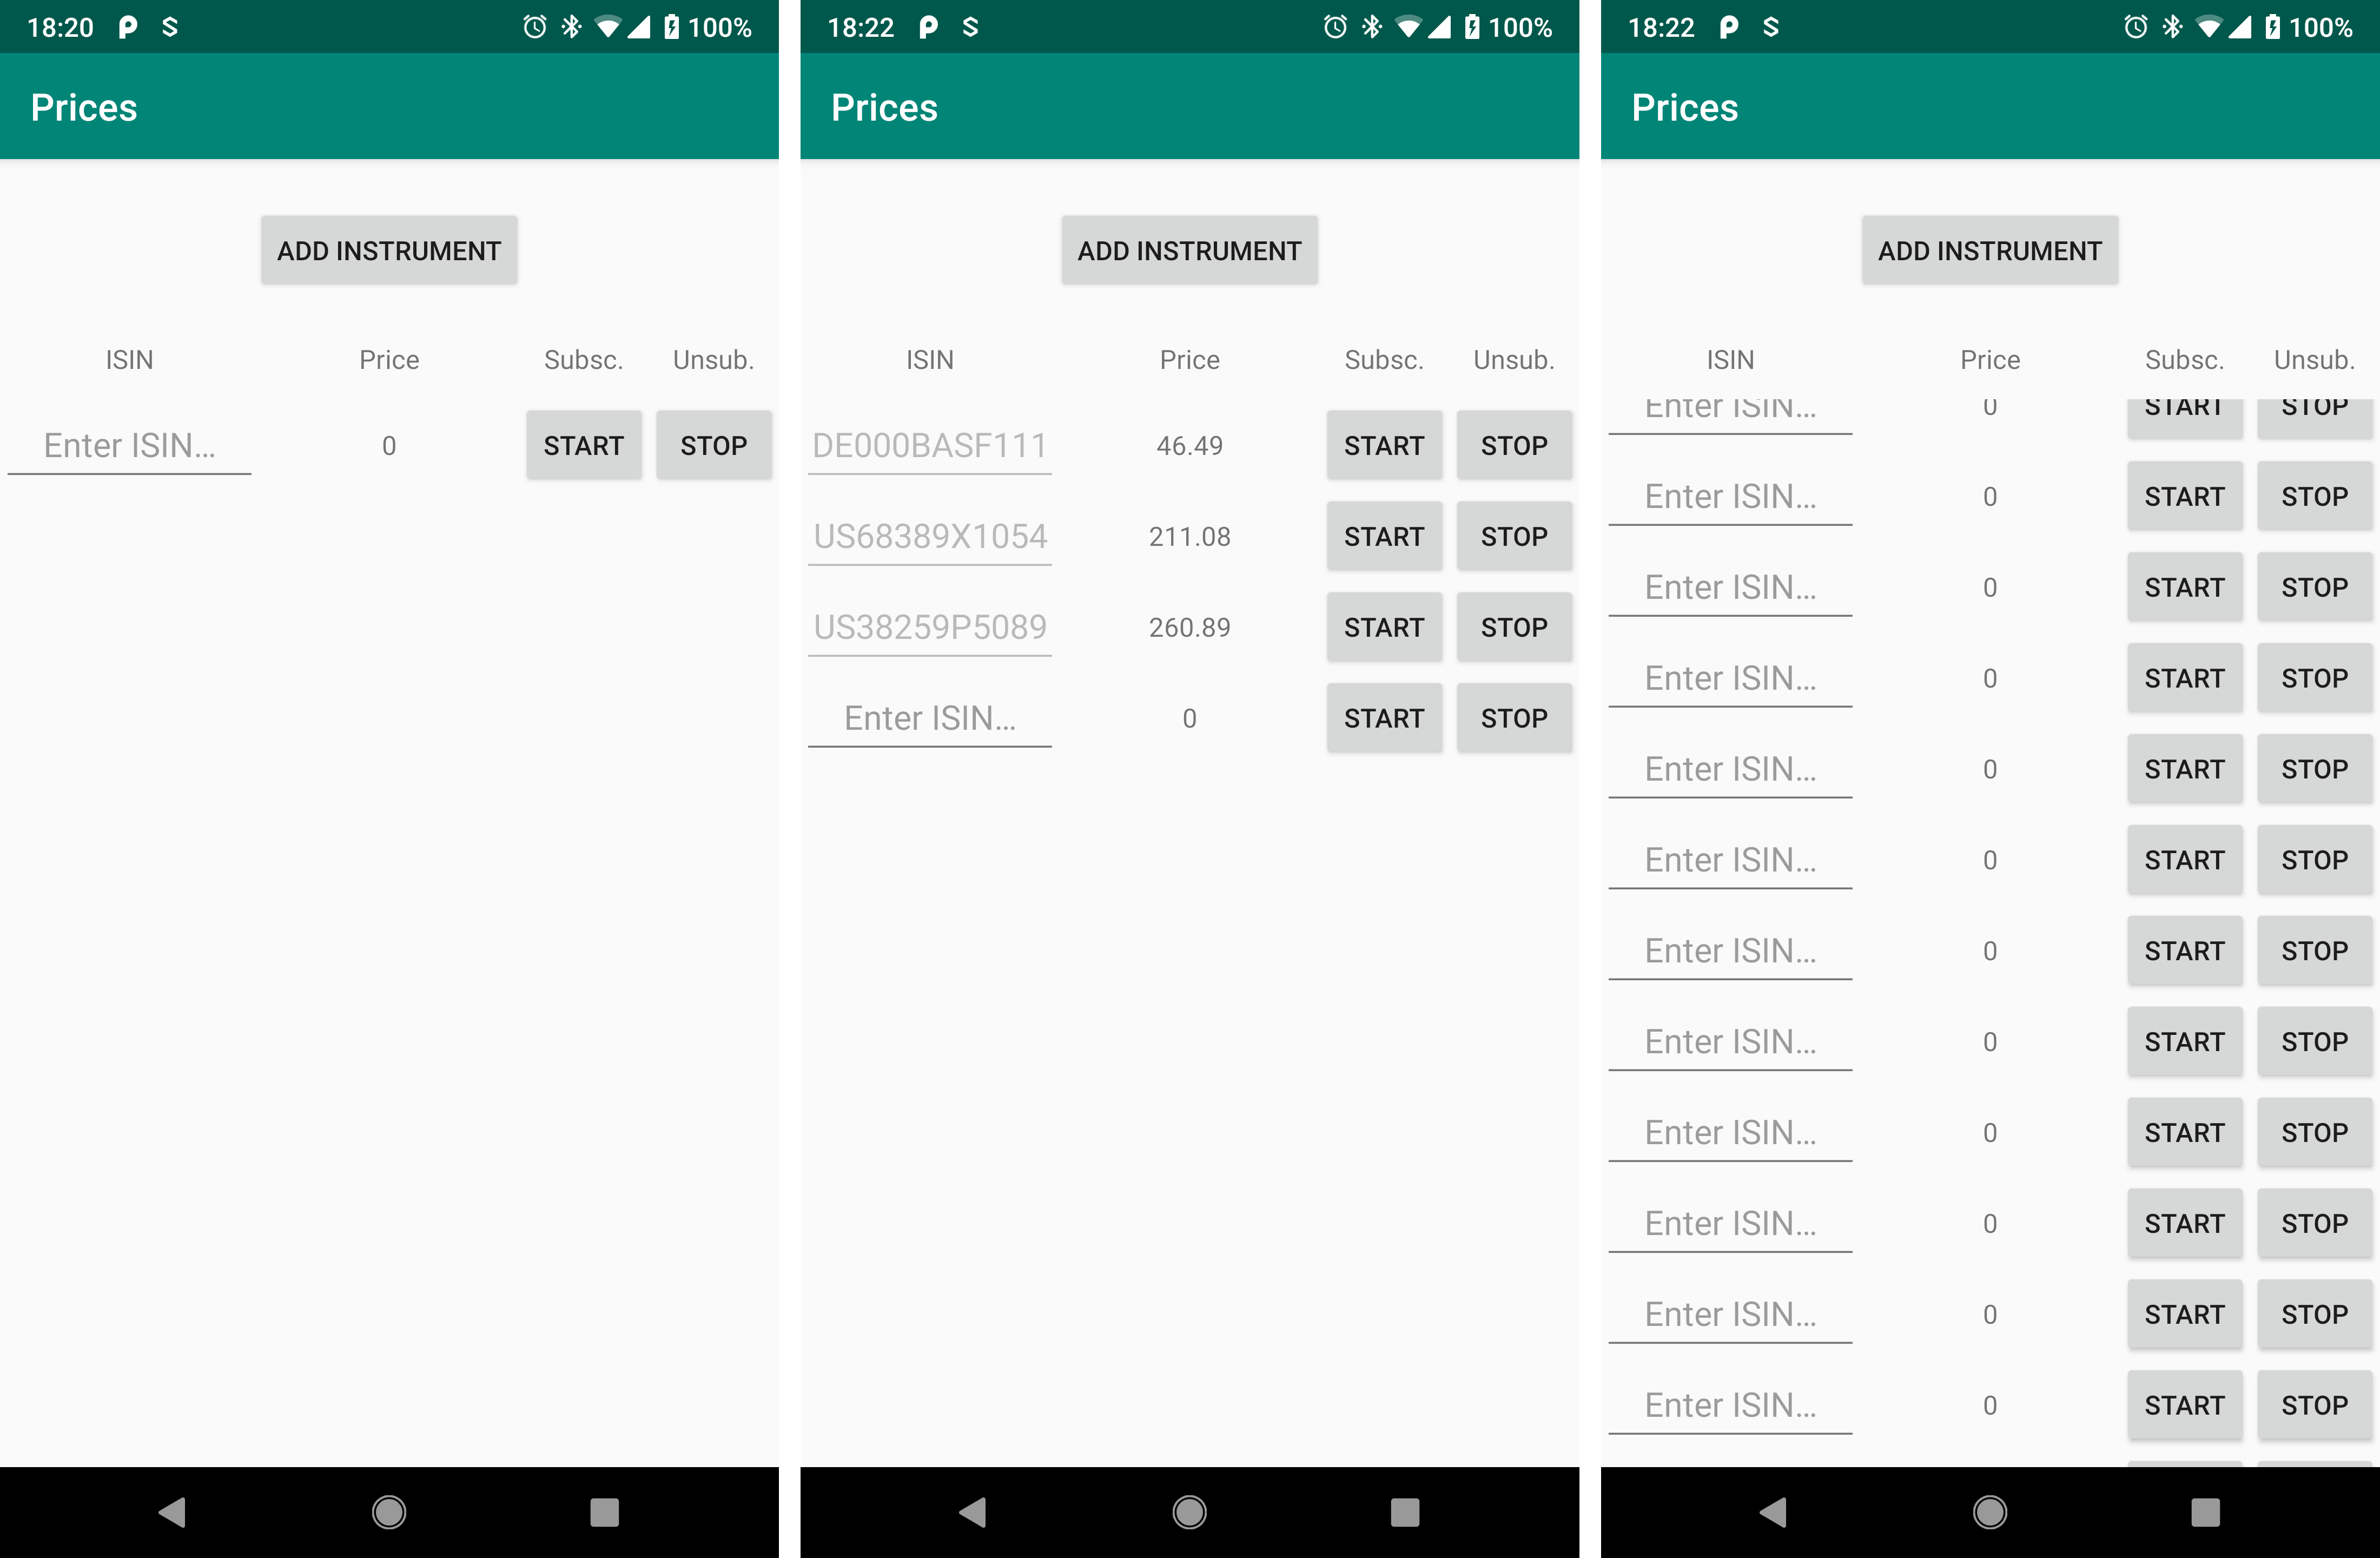 18:20 100%
Prices
ADD INSTRUMENT
ISIN Price Subsc. Unsub.
Enter ISIN... 0 START STOP
18:22 100%
Prices
ADD INSTRUMENT
ISIN Price Subsc. Unsub.
DE000BASF111 46.49 START STOP
US68389X1054 211.08 START STOP
US38259P5089 260.89 START STOP
Enter ISIN... 0 START STOP
18:22 100%
Prices
ADD INSTRUMENT
ISIN Price Subsc. Unsub.
Enter ISIN... 0 START STOP
Enter ISIN... 0 START STOP
Enter ISIN... 0 START STOP
Enter ISIN... 0 START STOP
Enter ISIN... 0 START STOP
Enter ISIN... 0 START STOP
Enter ISIN... 0 START STOP
Enter ISIN... 0 START STOP
Enter ISIN... 0 START STOP
Enter ISIN... 0 START STOP
Enter ISIN... 0 START STOP
Enter ISIN... 0 START STOP